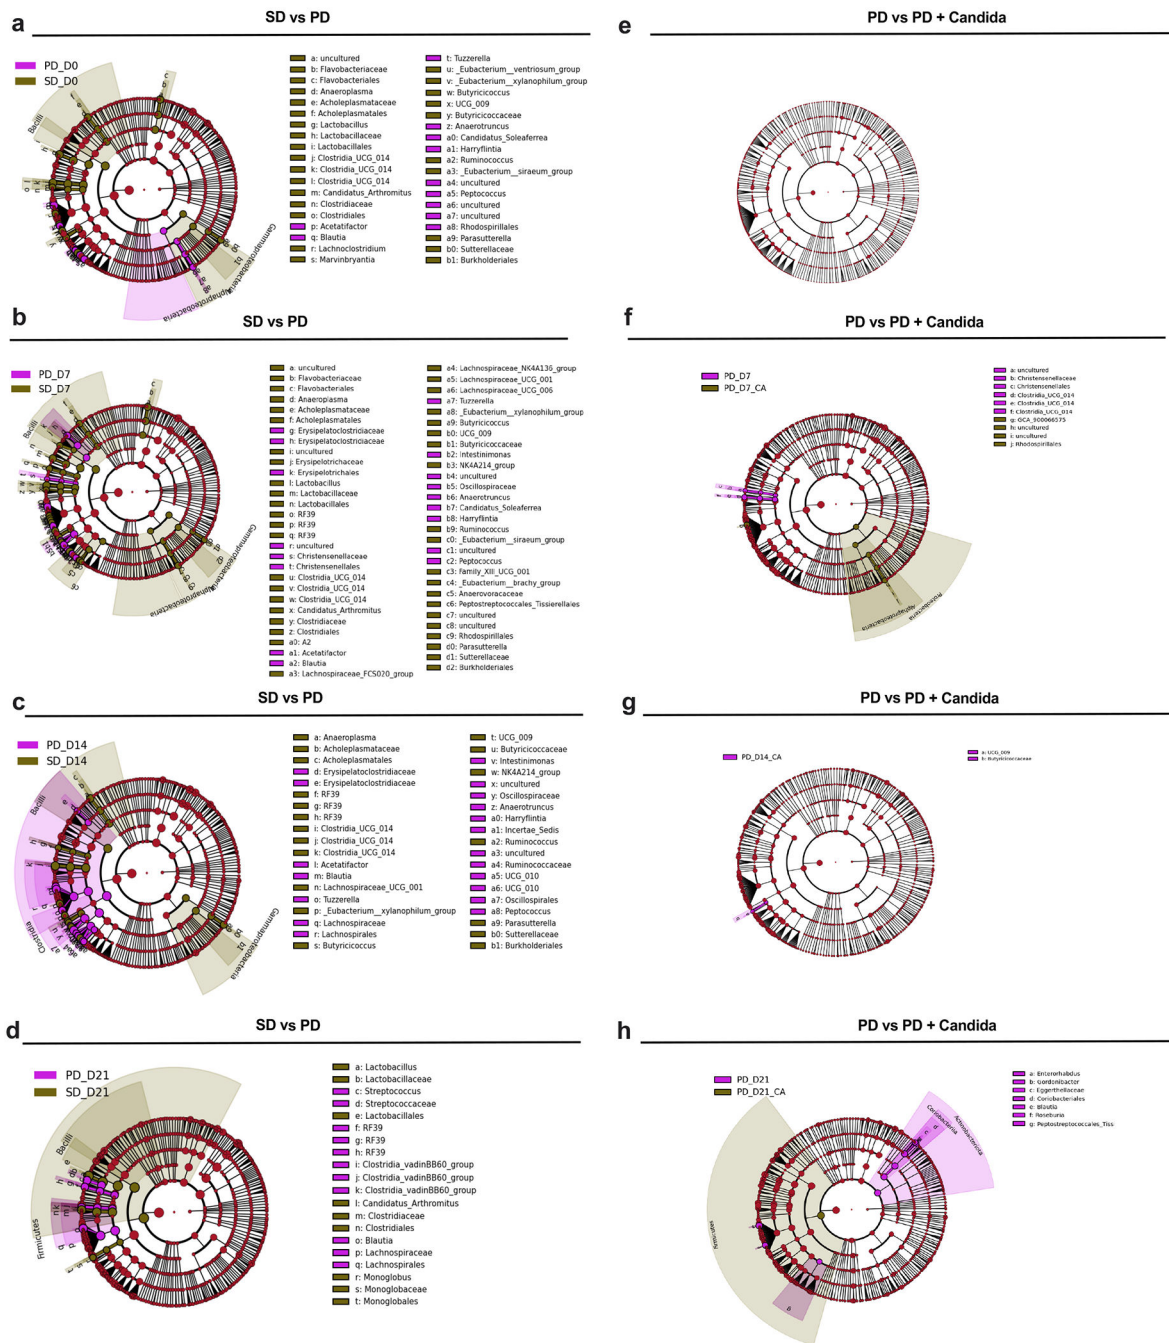 a
SD vs PD
PD_D0
SD_D0
Bacilli
Gammaproteobacteria
Alphaproteobacteria
a: uncultured
b: Flavobacteriaceae
c: Flavobacteriales
d: Anaeroplasma
e: Acholeplasmataceae
f: Acholeplasmatales
g: Lactobacillus
h: Lactobacillaceae
i: Lactobacillales
j: Clostridia_UCG_014
k: Clostridia_UCG_014
l: Clostridia_UCG_014
m: Candidatus_Arthromitus
n: Clostridiaceae
o: Clostridiales
p: Acetatifactor
q: Blautia
r: Lachnoclostridium
s: Marvinbryantia
t: Tuzzerella
u: _Eubacterium__ventriosum_group
v: _Eubacterium__xylanophilum_group
w: Butyricicoccus
x: UCG_009
y: Butyricicoccaceae
z: Anaerotruncus
a0: Candidatus_Soleaferrea
a1: Harryflintia
a2: Ruminococcus
a3: _Eubacterium__siraeum_group
a4: uncultured
a5: Peptococcus
a6: uncultured
a7: uncultured
a8: Rhodospirillales
a9: Parasutterella
b0: Sutterellaceae
b1: Burkholderiales
e
PD vs PD + Candida
b
SD vs PD
PD_D7
SD_D7
Bacilli
Gammaproteobacteria
Alphaproteobacteria
a: uncultured
b: Flavobacteriaceae
c: Flavobacteriales
d: Anaeroplasma
e: Acholeplasmataceae
f: Acholeplasmatales
g: Erysipelatoclostridiaceae
h: Erysipelatoclostridiaceae
i: uncultured
j: Erysipelotrichaceae
k: Erysipelotrichales
l: Lactobacillus
m: Lactobacillaceae
n: Lactobacillales
o: RF39
p: RF39
q: RF39
r: uncultured
s: Christensenellaceae
t: Christensenellales
u: Clostridia_UCG_014
v: Clostridia_UCG_014
w: Clostridia_UCG_014
x: Candidatus_Arthromitus
y: Clostridiaceae
z: Clostridiales
a0: A2
a1: Acetatifactor
a2: Blautia
a3: Lachnospiraceae_FCS020_group
a4: Lachnospiraceae_NK4A136_group
a5: Lachnospiraceae_UCG_001
a6: Lachnospiraceae_UCG_006
a7: Tuzzerella
a8: _Eubacterium__xylanophilum_group
a9: Butyricicoccus
b0: UCG_009
b1: Butyricicoccaceae
b2: Intestinimonas
b3: NK4A214_group
b4: uncultured
b5: Oscillospiraceae
b6: Anaerotruncus
b7: Candidatus_Soleaferrea
b8: Harryflintia
b9: Ruminococcus
c0: _Eubacterium__siraeum_group
c1: uncultured
c2: Peptococcus
c3: Family_XIII_UCG_001
c4: _Eubacterium__brachy_group
c5: Anaerovoracaceae
c6: Peptostreptococcales_Tissierellales
c7: uncultured
c8: uncultured
c9: Rhodospirillales
d0: Parasutterella
d1: Sutterellaceae
d2: Burkholderiales
f
PD vs PD + Candida
PD_D7
PD_D7_CA
Alphaproteobacteria
Proteobacteria
a: uncultured
b: Christensenellaceae
c: Christensenellales
d: Clostridia_UCG_014
e: Clostridia_UCG_014
f: Clostridia_UCG_014
g: GCA_900066575
h: uncultured
i: uncultured
j: Rhodospirillales
c
SD vs PD
PD_D14
SD_D14
Bacilli
Clostridia
Gammaproteobacteria
a: Anaeroplasma
b: Acholeplasmataceae
c: Acholeplasmatales
d: Erysipelatoclostridiaceae
e: Erysipelatoclostridiaceae
f: RF39
g: RF39
h: RF39
i: Clostridia_UCG_014
j: Clostridia_UCG_014
k: Clostridia_UCG_014
l: Acetatifactor
m: Blautia
n: Lachnospiraceae_UCG_001
o: Tuzzerella
p: _Eubacterium__xylanophilum_group
q: Lachnospiraceae
r: Lachnospirales
s: Butyricicoccus
t: UCG_009
u: Butyricicoccaceae
v: Intestinimonas
w: NK4A214_group
x: uncultured
y: Oscillospiraceae
z: Anaerotruncus
a0: Harryflintia
a1: Incertae_Sedis
a2: Ruminococcus
a3: uncultured
a4: Ruminococcaceae
a5: UCG_010
a6: UCG_010
a7: Oscillospirales
a8: Peptococcus
a9: Parasutterella
b0: Sutterellaceae
b1: Burkholderiales
g
PD vs PD + Candida
PD_D14_CA
a: UCG_009
b: Butyricicoccaceae
d
SD vs PD
PD_D21
SD_D21
Bacilli
Firmicutes
a: Lactobacillus
b: Lactobacillaceae
c: Streptococcus
d: Streptococcaceae
e: Lactobacillales
f: RF39
g: RF39
h: RF39
i: Clostridia_vadinBB60_group
j: Clostridia_vadinBB60_group
k: Clostridia_vadinBB60_group
l: Candidatus_Arthromitus
m: Clostridiaceae
n: Clostridiales
o: Blautia
p: Lachnospiraceae
q: Lachnospirales
r: Monoglobus
s: Monoglobaceae
t: Monoglobales
h
PD vs PD + Candida
PD_D21
PD_D21_CA
Coriobacteriia
Actinobacteriota
Firmicutes
a: Enterorhabdus
b: Gordonibacter
c: Eggerthellaceae
d: Coriobacteriales
e: Blautia
f: Roseburia
g: Peptostreptococcales_Tiss